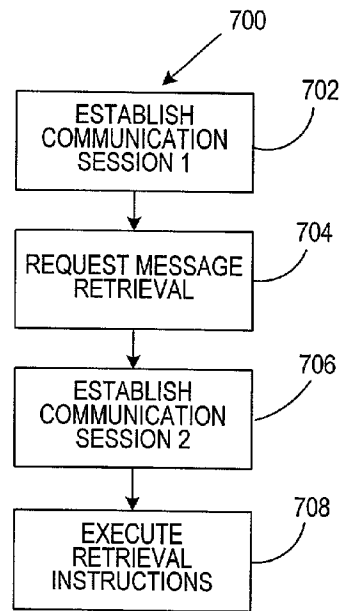 700
ESTABLISH
COMMUNICATION
SESSION 1
702
REQUEST MESSAGE
RETRIEVAL
704
ESTABLISH
COMMUNICATION
SESSION 2
706
EXECUTE
RETRIEVAL
INSTRUCTIONS
708